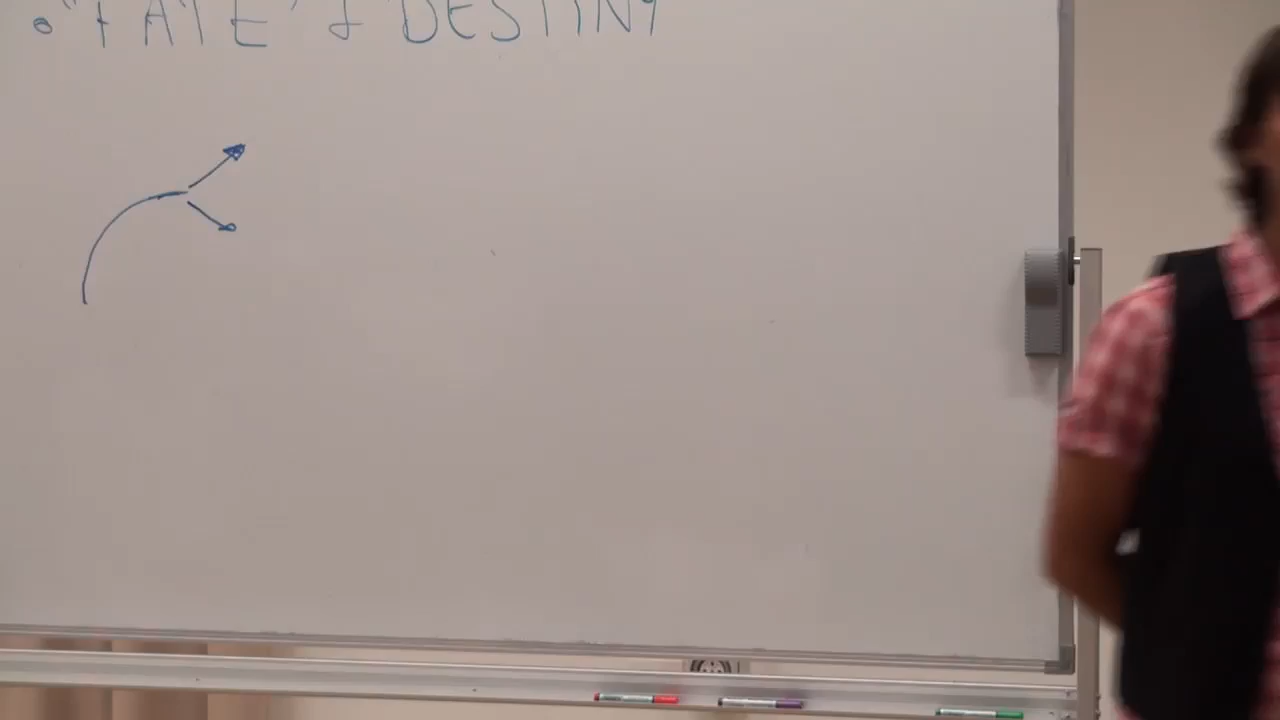 • "FATE" & DESTINY